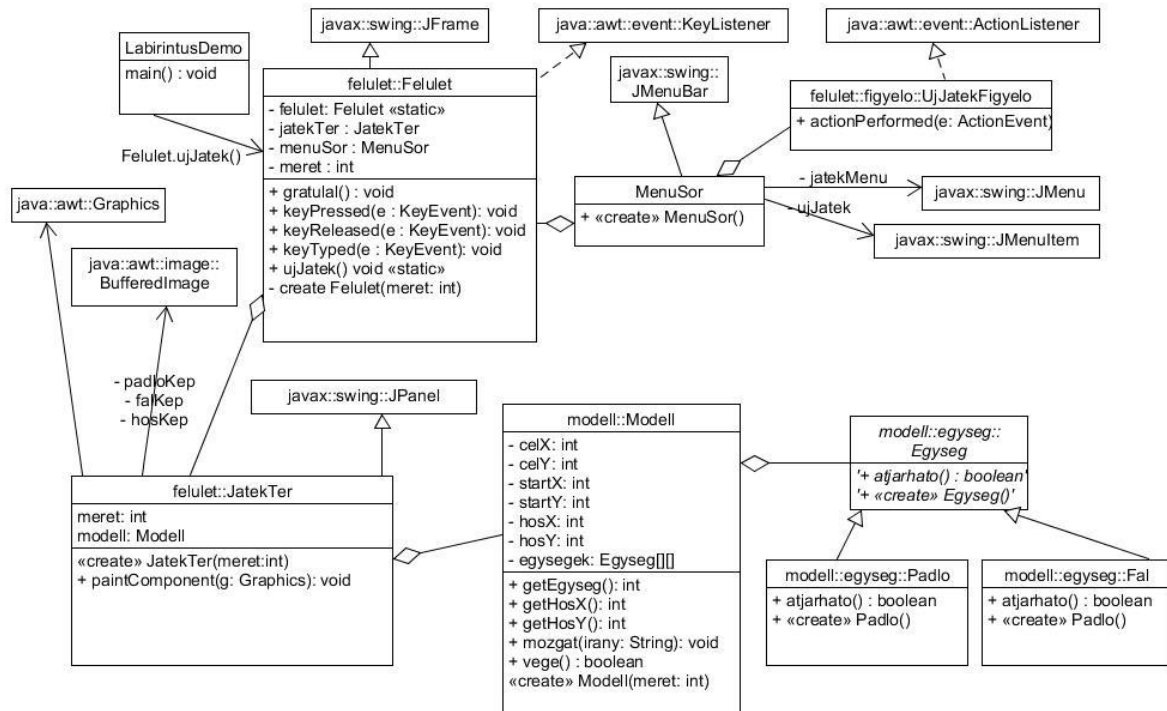 javax::swing::JFrame
java::awt::event::KeyListener
java::awt::event::ActionListener
LabirintusDemo
main() : void
felulet::Felulet
- felulet: Felulet «static»
- jatekTer : JatekTer
- menuSor : MenuSor
- meret : int
+ gratulal() : void
+ keyPressed(e : KeyEvent): void
+ keyReleased(e : KeyEvent): void
+ keyTyped(e : KeyEvent): void
+ ujJatek() void «static»
- create Felulet(meret: int)
javax::swing::
JMenuBar
felulet::figyelo::UjJatekFigyelo
+ actionPerformed(e: ActionEvent)
Felulet.ujJatek()
MenuSor
+ «create» MenuSor()
- jatekMenu
- ujJatek
javax::swing::JMenu
javax::swing::JMenuItem
java::awt::Graphics
java::awt::image::
BufferedImage
- padloKep
- falKep
- hosKep
javax::swing::JPanel
felulet::JatekTer
meret: int
modell: Modell
«create» JatekTer(meret:int)
+ paintComponent(g: Graphics): void
modell::Modell
- celX: int
- celY: int
- startX: int
- startY: int
- hosX: int
- hosY: int
- egysegek: Egyseg[][]
+ getEgyseg(): int
+ getHosX(): int
+ getHosY(): int
+ mozgat(irany: String): void
+ vege() : boolean
«create» Modell(meret: int)
modell::egyseg::
Egyseg
'+ atjarhato() : boolean'
'+ «create» Egyseg()'
modell::egyseg::Padlo
+ atjarhato() : boolean
+ «create» Padlo()
modell::egyseg::Fal
+ atjarhato() : boolean
+ «create» Padlo()